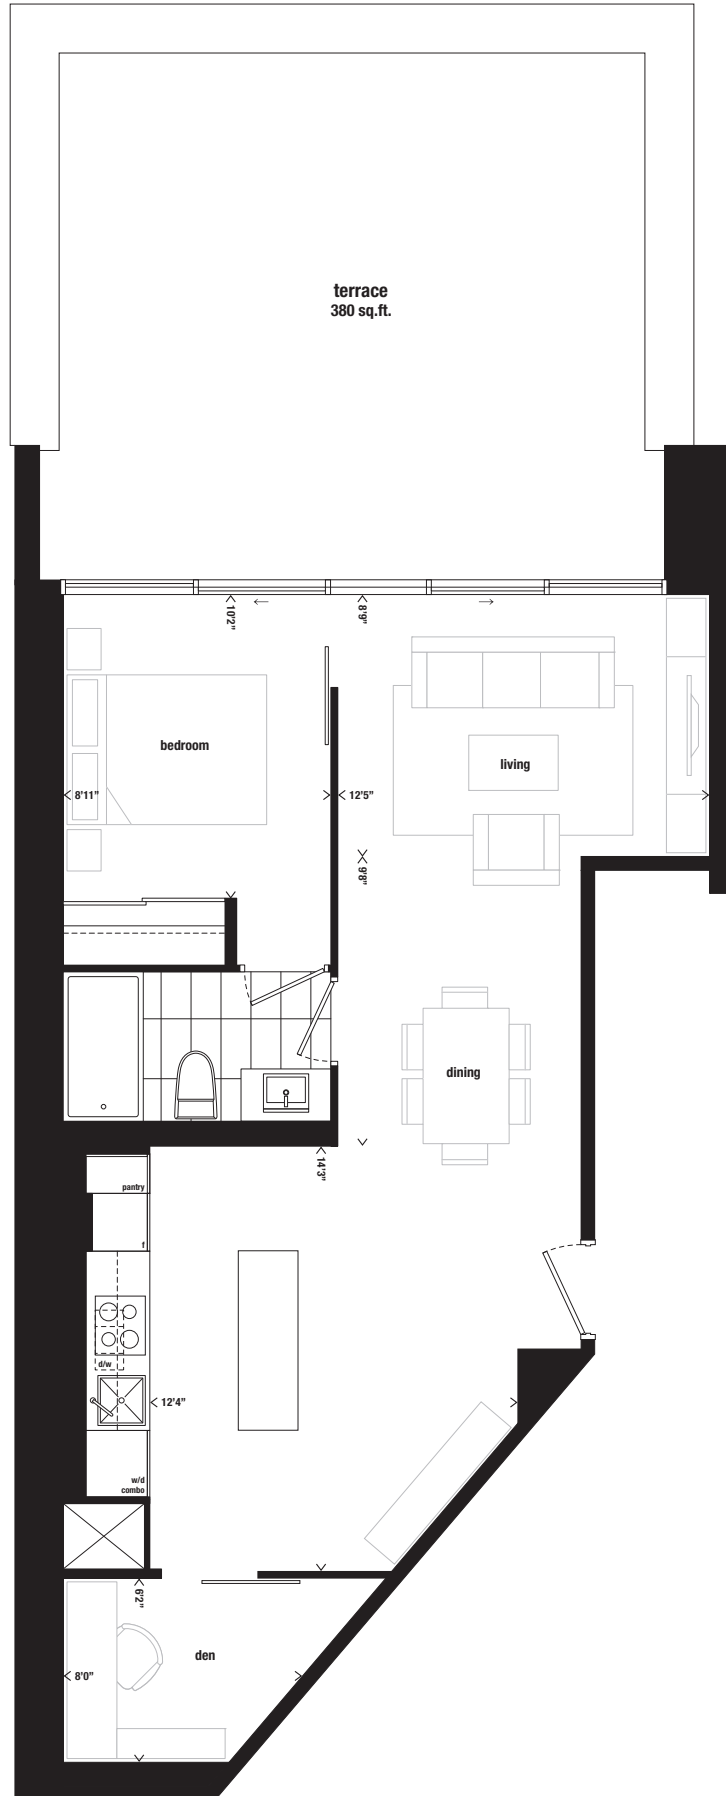 terrace
380 sq.ft.
10'2"
8'9"
bedroom
living
8'11"
12'5"
9'8"
dining
14'3"
pantry
f
d/w
12'4"
w/d
combo
6'2"
den
8'0"